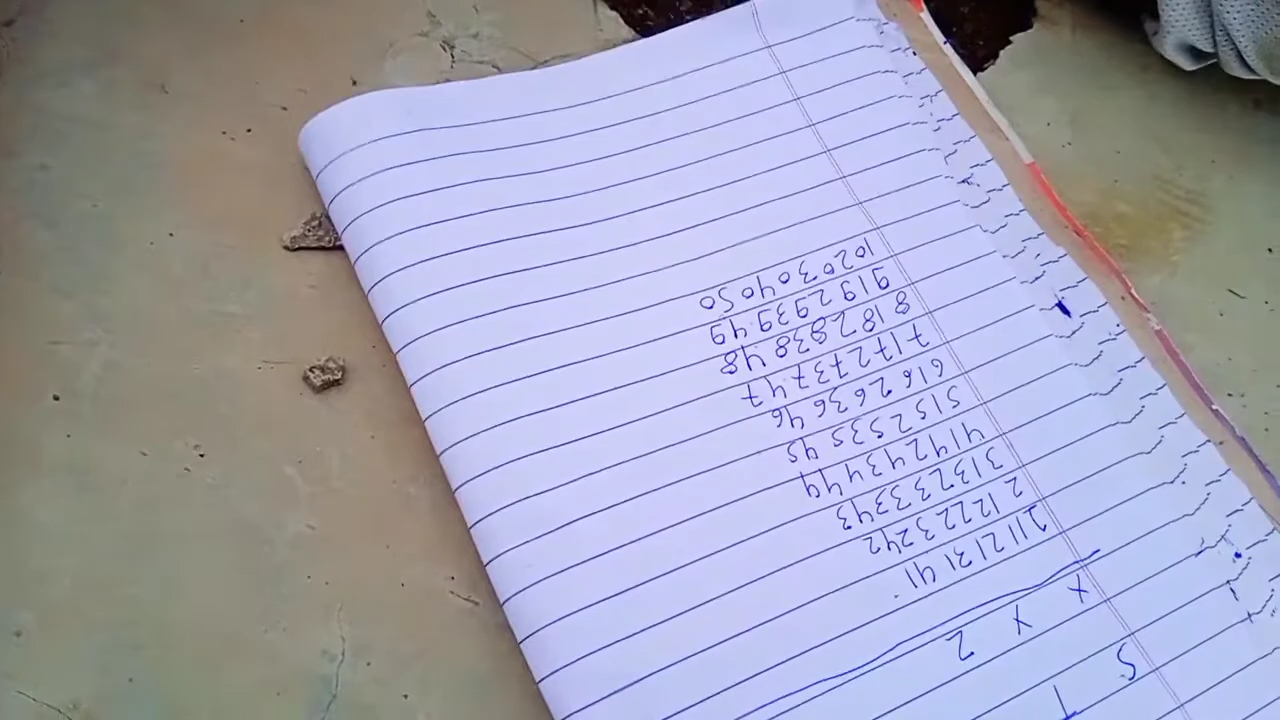 S T
X Y Z
1 11 21 31 41
2 12 22 32 42
3 13 23 33 43
4 14 24 34 44
5 15 25 35 45
6 16 26 36 46
7 17 27 37 47
8 18 28 38 48
9 19 29 39 49
10 20 30 40 50